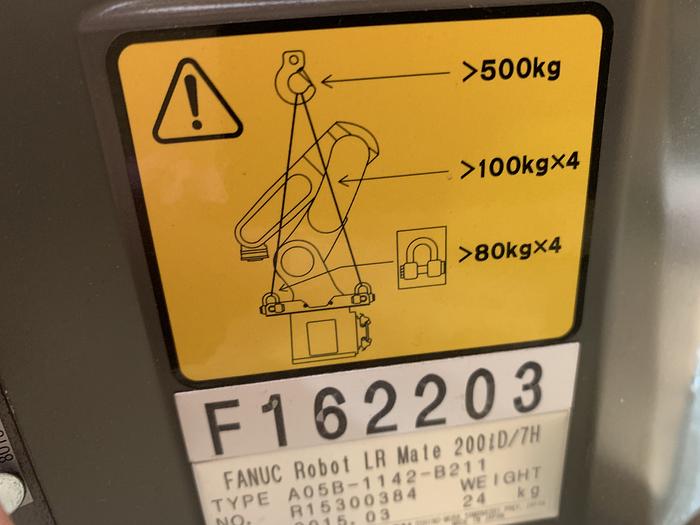 >500kg
>100kg×4
>80kg×4
F162203
FANUC Robot LR Mate 200iD/7H
TYPE A05B-1142-B211
NO. R15300384 WEIGHT
2015.03 24 kg